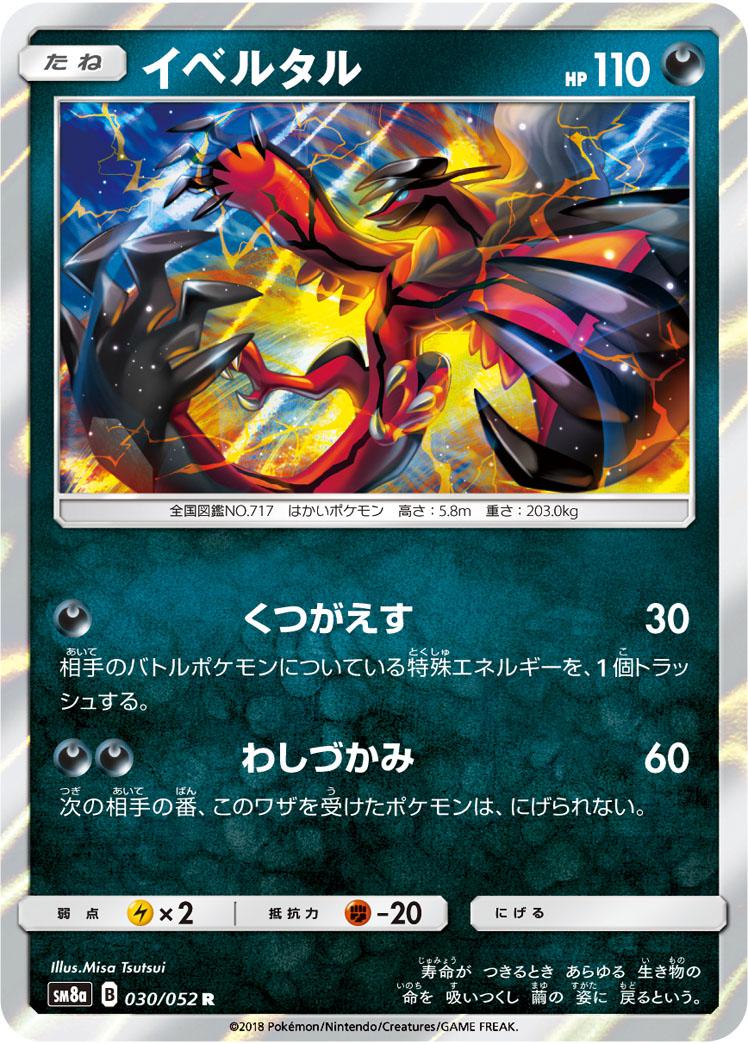 たね イベルタル HP 110
全国図鑑NO.717 はかいポケモン 高さ:5.8m 重さ:203.0kg
くつがえす 30
相手のバトルポケモンについている特殊エネルギーを、1個トラッ
シュする。
わしづかみ 60
次の相手の番、このワザを受けたポケモンは、にげられない。
弱点 ×2 抵抗力 -20 にげる
Illus.Misa Tsutsui
寿命が つきるとき あらゆる 生き物の
命を 吸いつくし 繭の 姿に 戻るという。
SM8a B 030/052 R
©2018 Pokémon/Nintendo/Creatures/GAME FREAK.